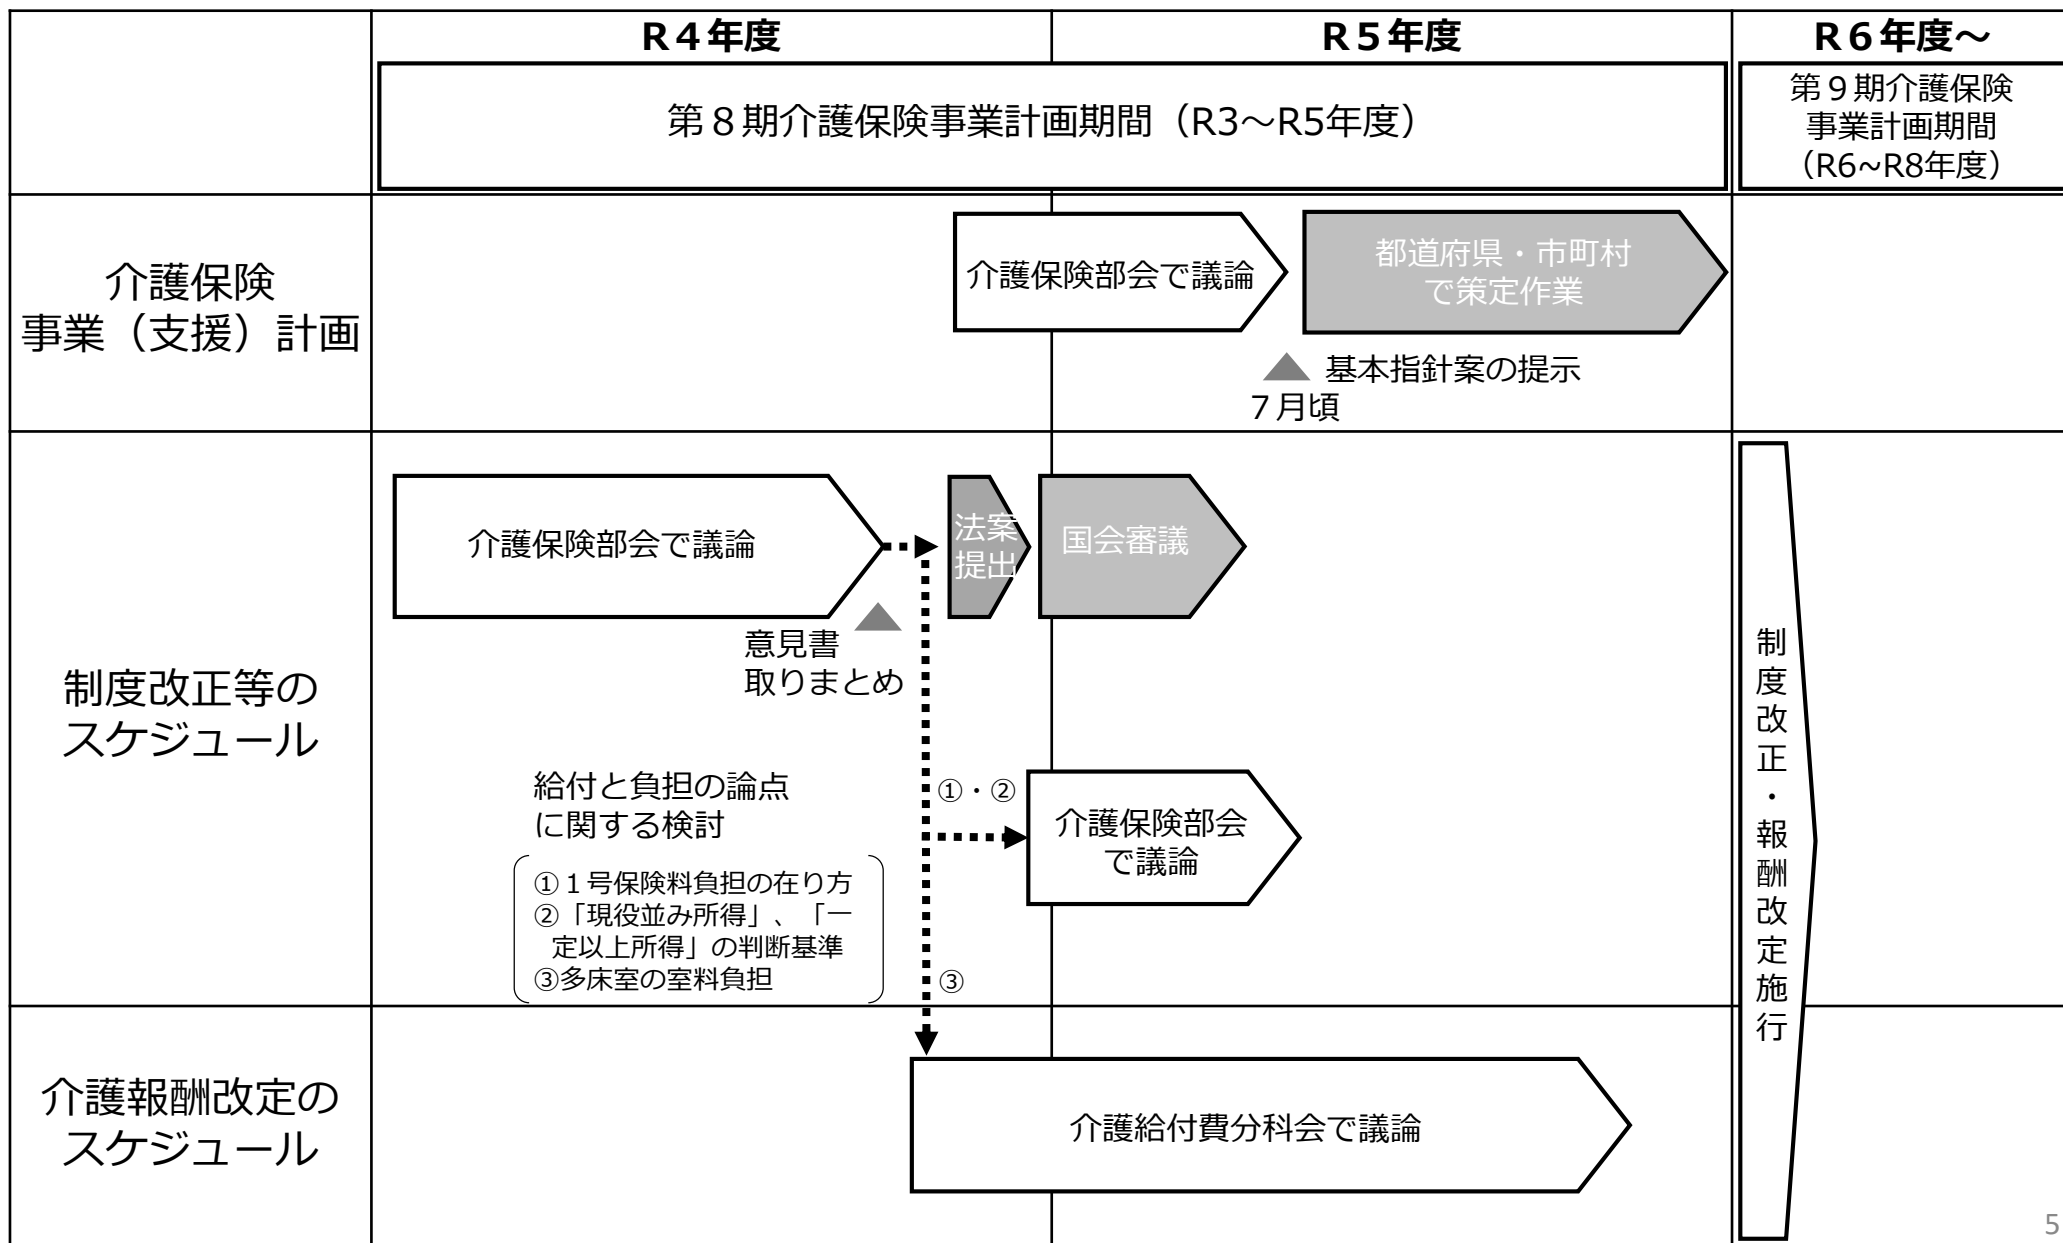 R４年度
R５年度
R６年度～
第８期介護保険事業計画期間（R3～R5年度）
第９期介護保険
事業計画期間
（R6~R8年度）
介護保険
事業（支援）計画
介護保険部会で議論
都道府県・市町村
で策定作業
基本指針案の提示
７月頃
制度改正等の
スケジュール
介護保険部会で議論
法案
提出
国会審議
意見書
取りまとめ
給付と負担の論点
に関する検討
①１号保険料負担の在り方
②「現役並み所得」、「一
定以上所得」の判断基準
③多床室の室料負担
①・②
③
介護保険部会
で議論
制度改正・報酬改定施行
介護報酬改定の
スケジュール
介護給付費分科会で議論
5